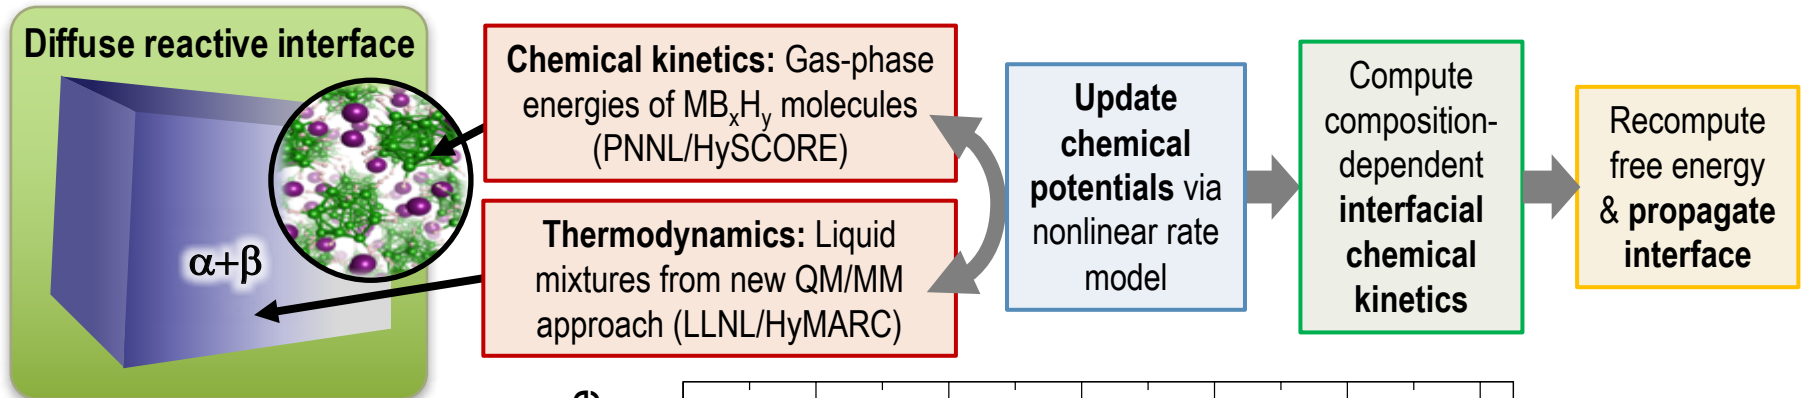 Diffuse reactive interface
α+β
Chemical kinetics: Gas-phase
energies of MBxHy molecules
(PNNL/HySCORE)
Thermodynamics: Liquid
mixtures from new QM/MM
approach (LLNL/HyMARC)
Update
chemical
potentials via
nonlinear rate
model
Compute
composition-
dependent
interfacial
chemical
kinetics
Recompute
free energy
& propagate
interface